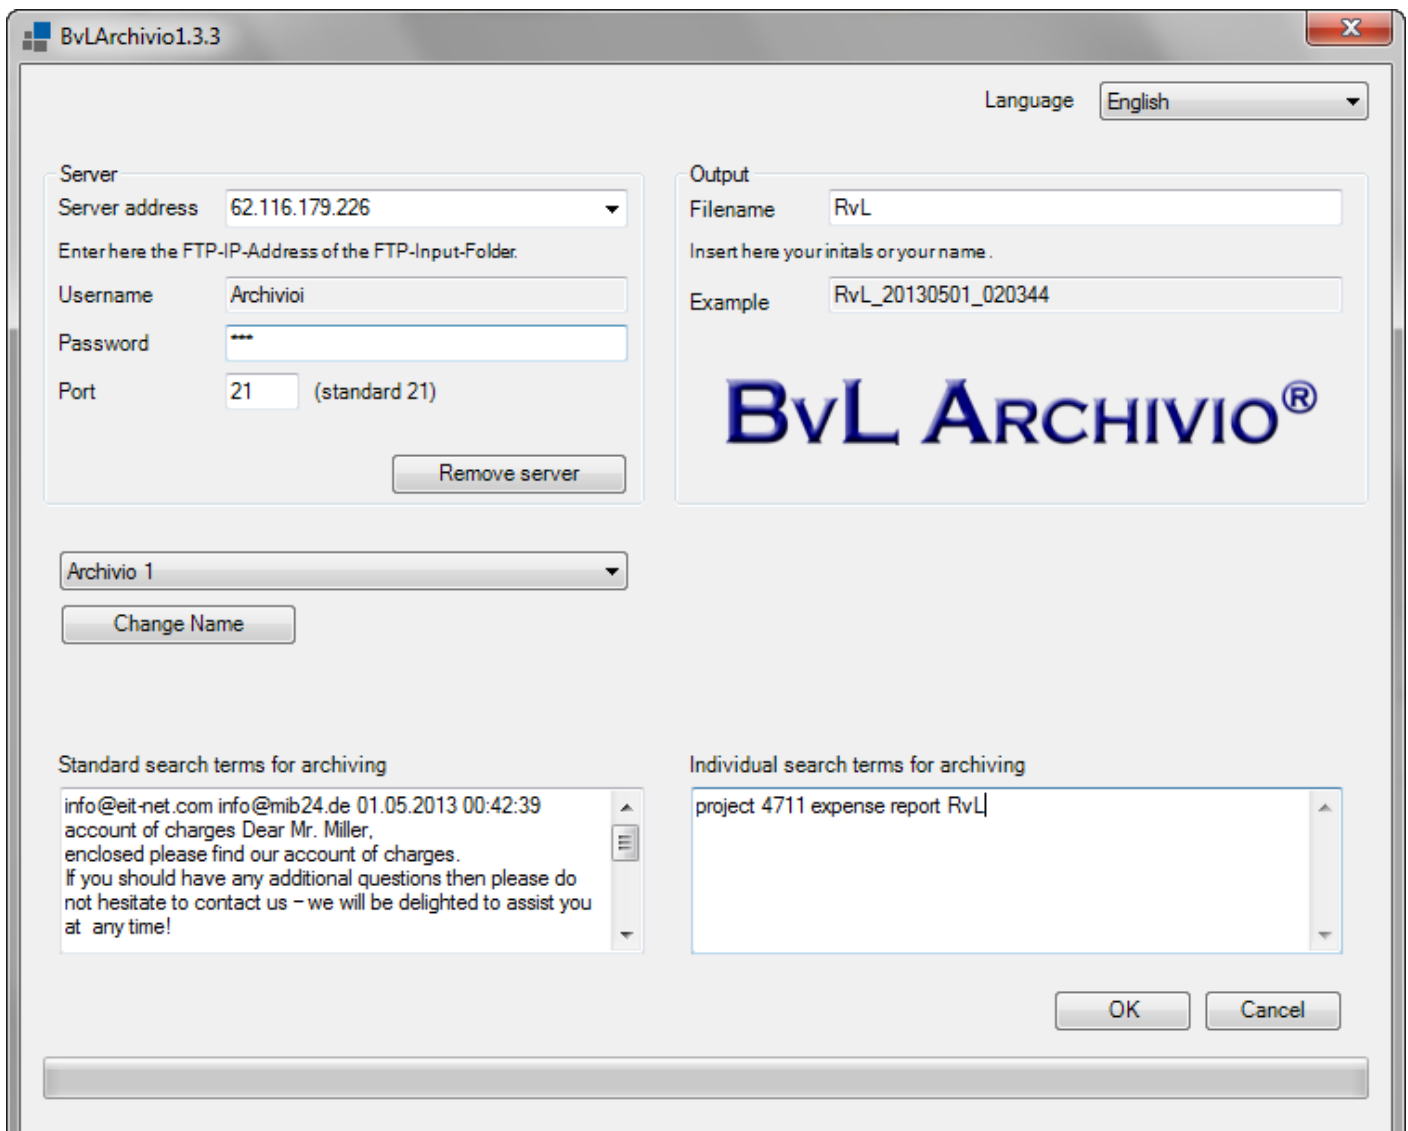 BvLArchivio1.3.3
x
Language English
Server
Server address 62.116.179.226
Enter here the FTP-IP-Address of the FTP-Input-Folder.
Username Archivioi
Password ***
Port 21 (standard 21)
Remove server
Output
Filename RvL
Insert here your initals or your name.
Example RvL_20130501_020344
BvL Archivio®
Archivio 1
Change Name
Standard search terms for archiving
info@eit-net.com info@mib24.de 01.05.2013 00:42:39
account of charges Dear Mr. Miller,
enclosed please find our account of charges.
If you should have any additional questions then please do
not hesitate to contact us – we will be delighted to assist you
at any time!
Individual search terms for archiving
project 4711 expense report RvL
OK Cancel